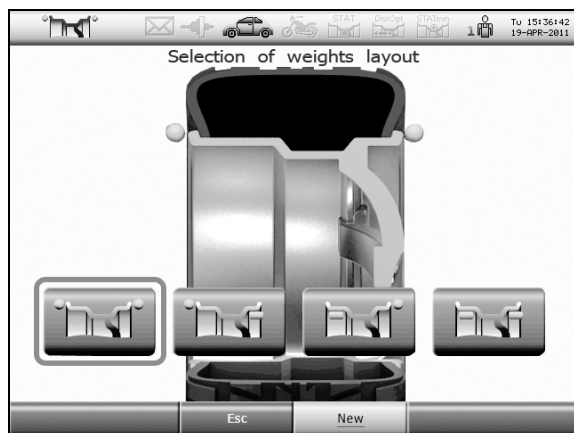 STAT DistOpt STATmin 1 Tu 15:36:42
19-APR-2011
Selection of weights layout
Esc New